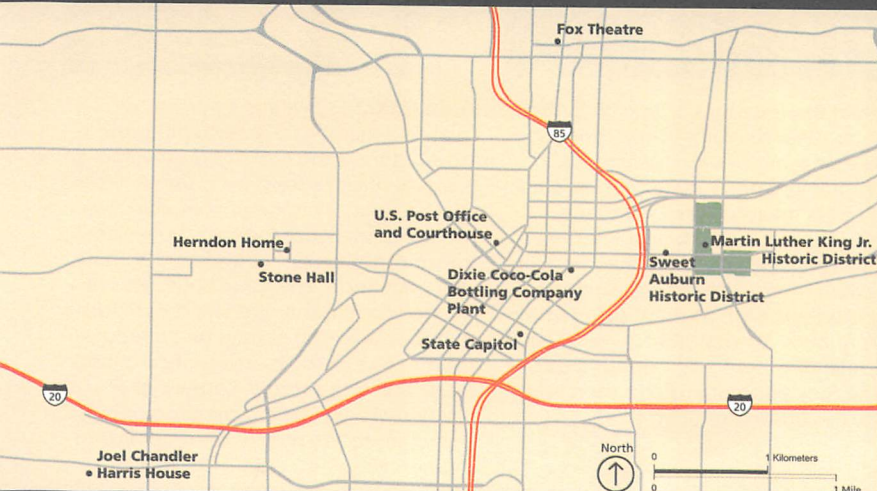 Fox Theatre
85
U.S. Post Office
and Courthouse
Herndon Home
Martin Luther King Jr.
Historic District
Stone Hall
Sweet
Auburn
Historic District
Dixie Coco-Cola
Bottling Company
Plant
State Capitol
20
20
Joel Chandler
Harris House
North
0
1 Kilometers
0
1 Mile